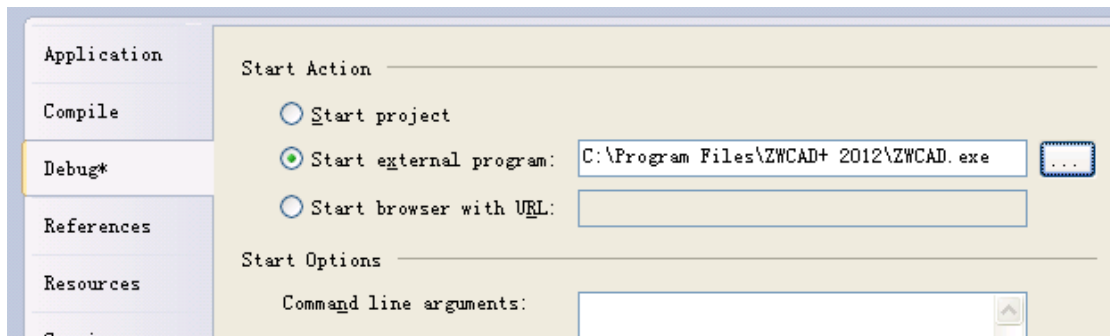 Application
Compile
Debug*
References
Resources
Start Action
Start project
Start external program:
C:\Program Files\ZWCAD+ 2012\ZWCAD.exe
...
Start browser with URL:
Start Options
Command line arguments: